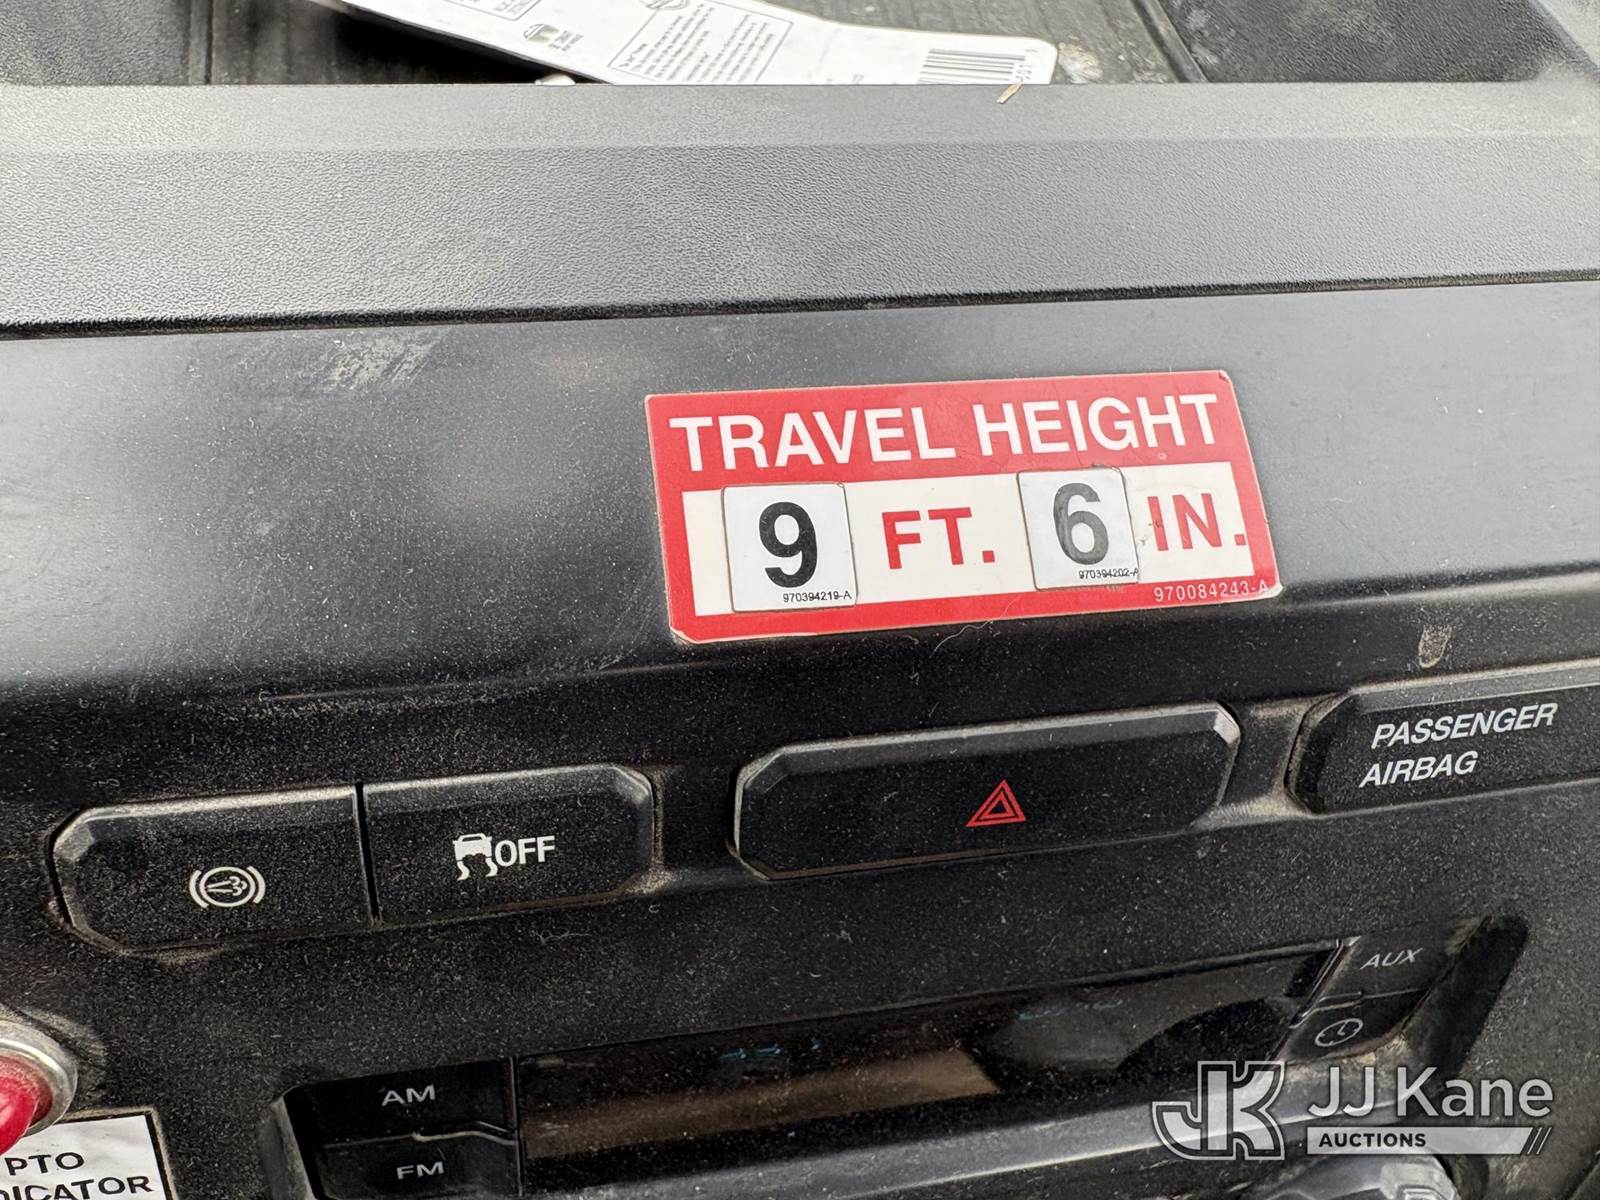 TRAVEL HEIGHT
9 FT. 6 IN.
970394219-A 970394202-A
970084243-A
PASSENGER
AIRBAG
OFF
AUX
AM
FM
PTO
JJ Kane
AUCTIONS
JK